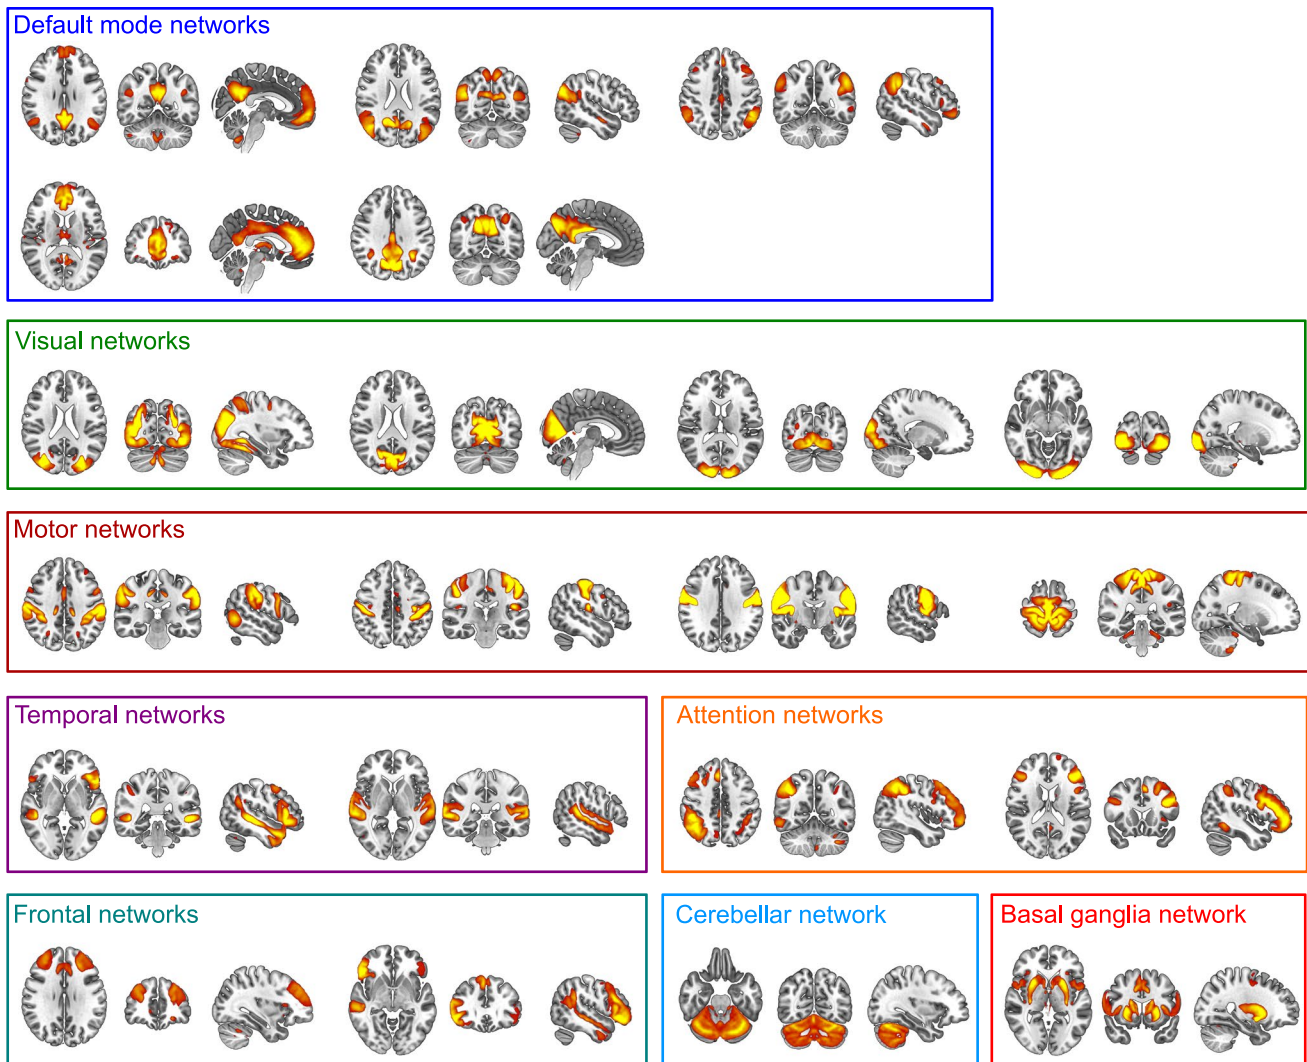 Default mode networks
Visual networks
Motor networks
Temporal networks
Attention networks
Frontal networks
Cerebellar network
Basal ganglia network